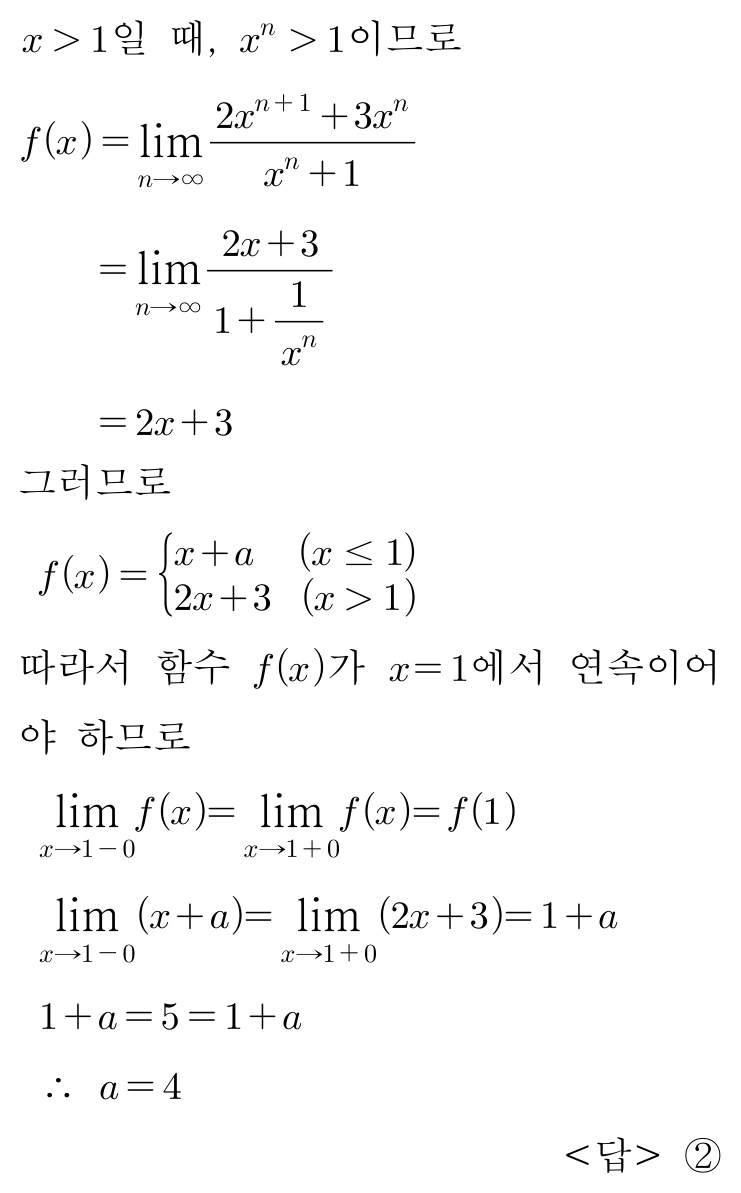 x > 1일 때, xⁿ > 1이므로
f(x) = lim_{n→∞} (2x^{n+1} + 3x^n)/(x^n + 1)
= lim_{n→∞} (2x + 3)/(1 + 1/x^n)
= 2x + 3
그러므로
f(x) = { x + a (x ≤ 1)
2x + 3 (x > 1)
따라서 함수 f(x)가 x = 1에서 연속이어
야 하므로
lim_{x→1-0} f(x) = lim_{x→1+0} f(x) = f(1)
lim_{x→1-0} (x + a) = lim_{x→1+0} (2x + 3) = 1 + a
1 + a = 5 = 1 + a
∴ a = 4
<답> ②